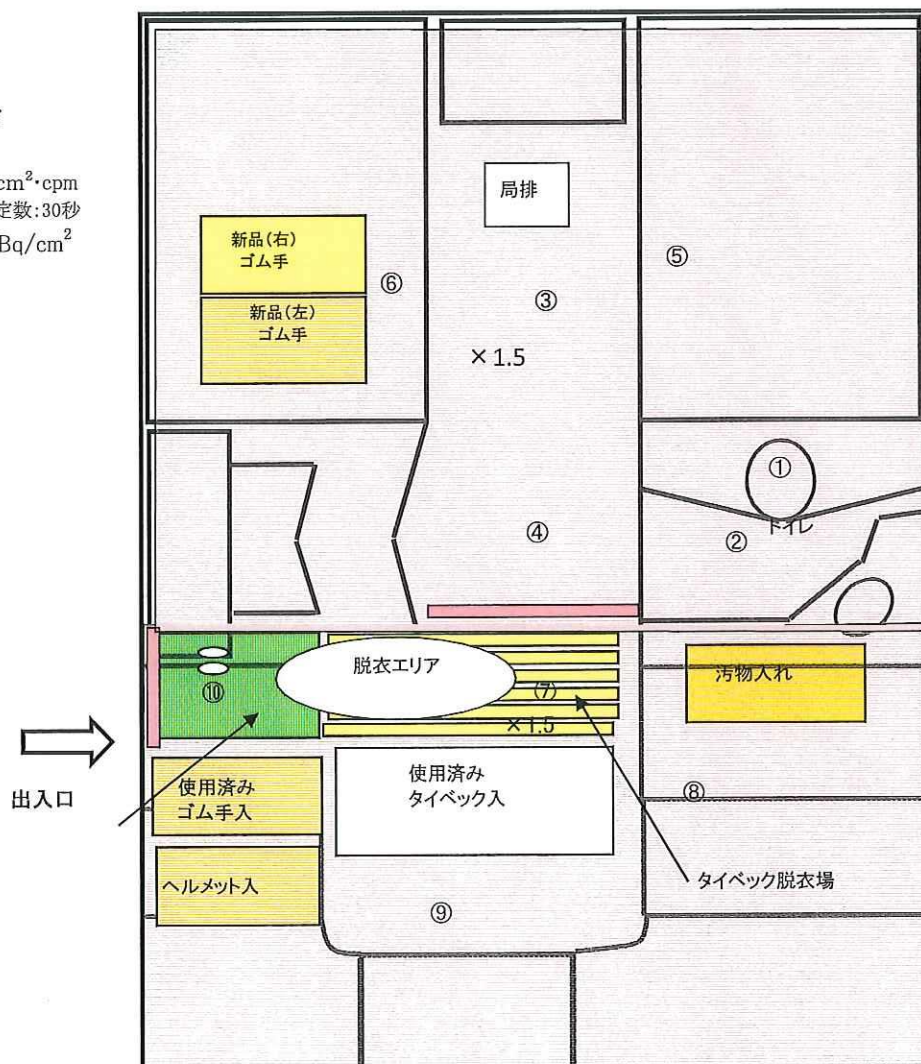 cm²･cpm
定数:30秒
Bq/cm²
局排
新品(右)
ゴム手
新品(左)
ゴム手
⑥
③
⑤
×1.5
①
トイレ
④
②
脱衣エリア
⑩
(7)
×1.5
汚物入れ
出入口
使用済み
ゴム手入
使用済み
タイベック入
⑧
ヘルメット入
タイベック脱衣場
⑨